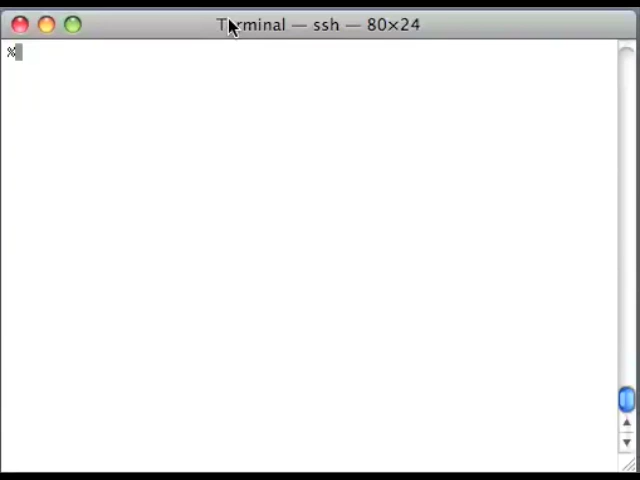 Terminal — ssh — 80×24
%